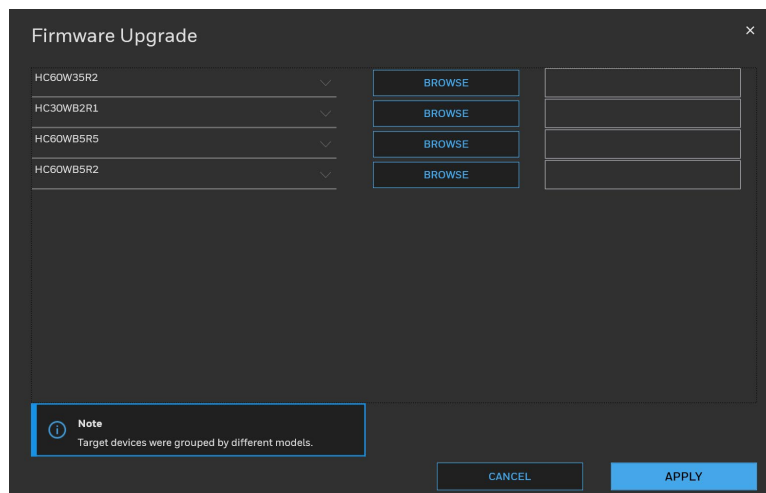 Firmware Upgrade
×
HC60W35R2 BROWSE
HC30WB2R1 BROWSE
HC60WB5R5 BROWSE
HC60WB5R2 BROWSE
Note
Target devices were grouped by different models.
CANCEL APPLY